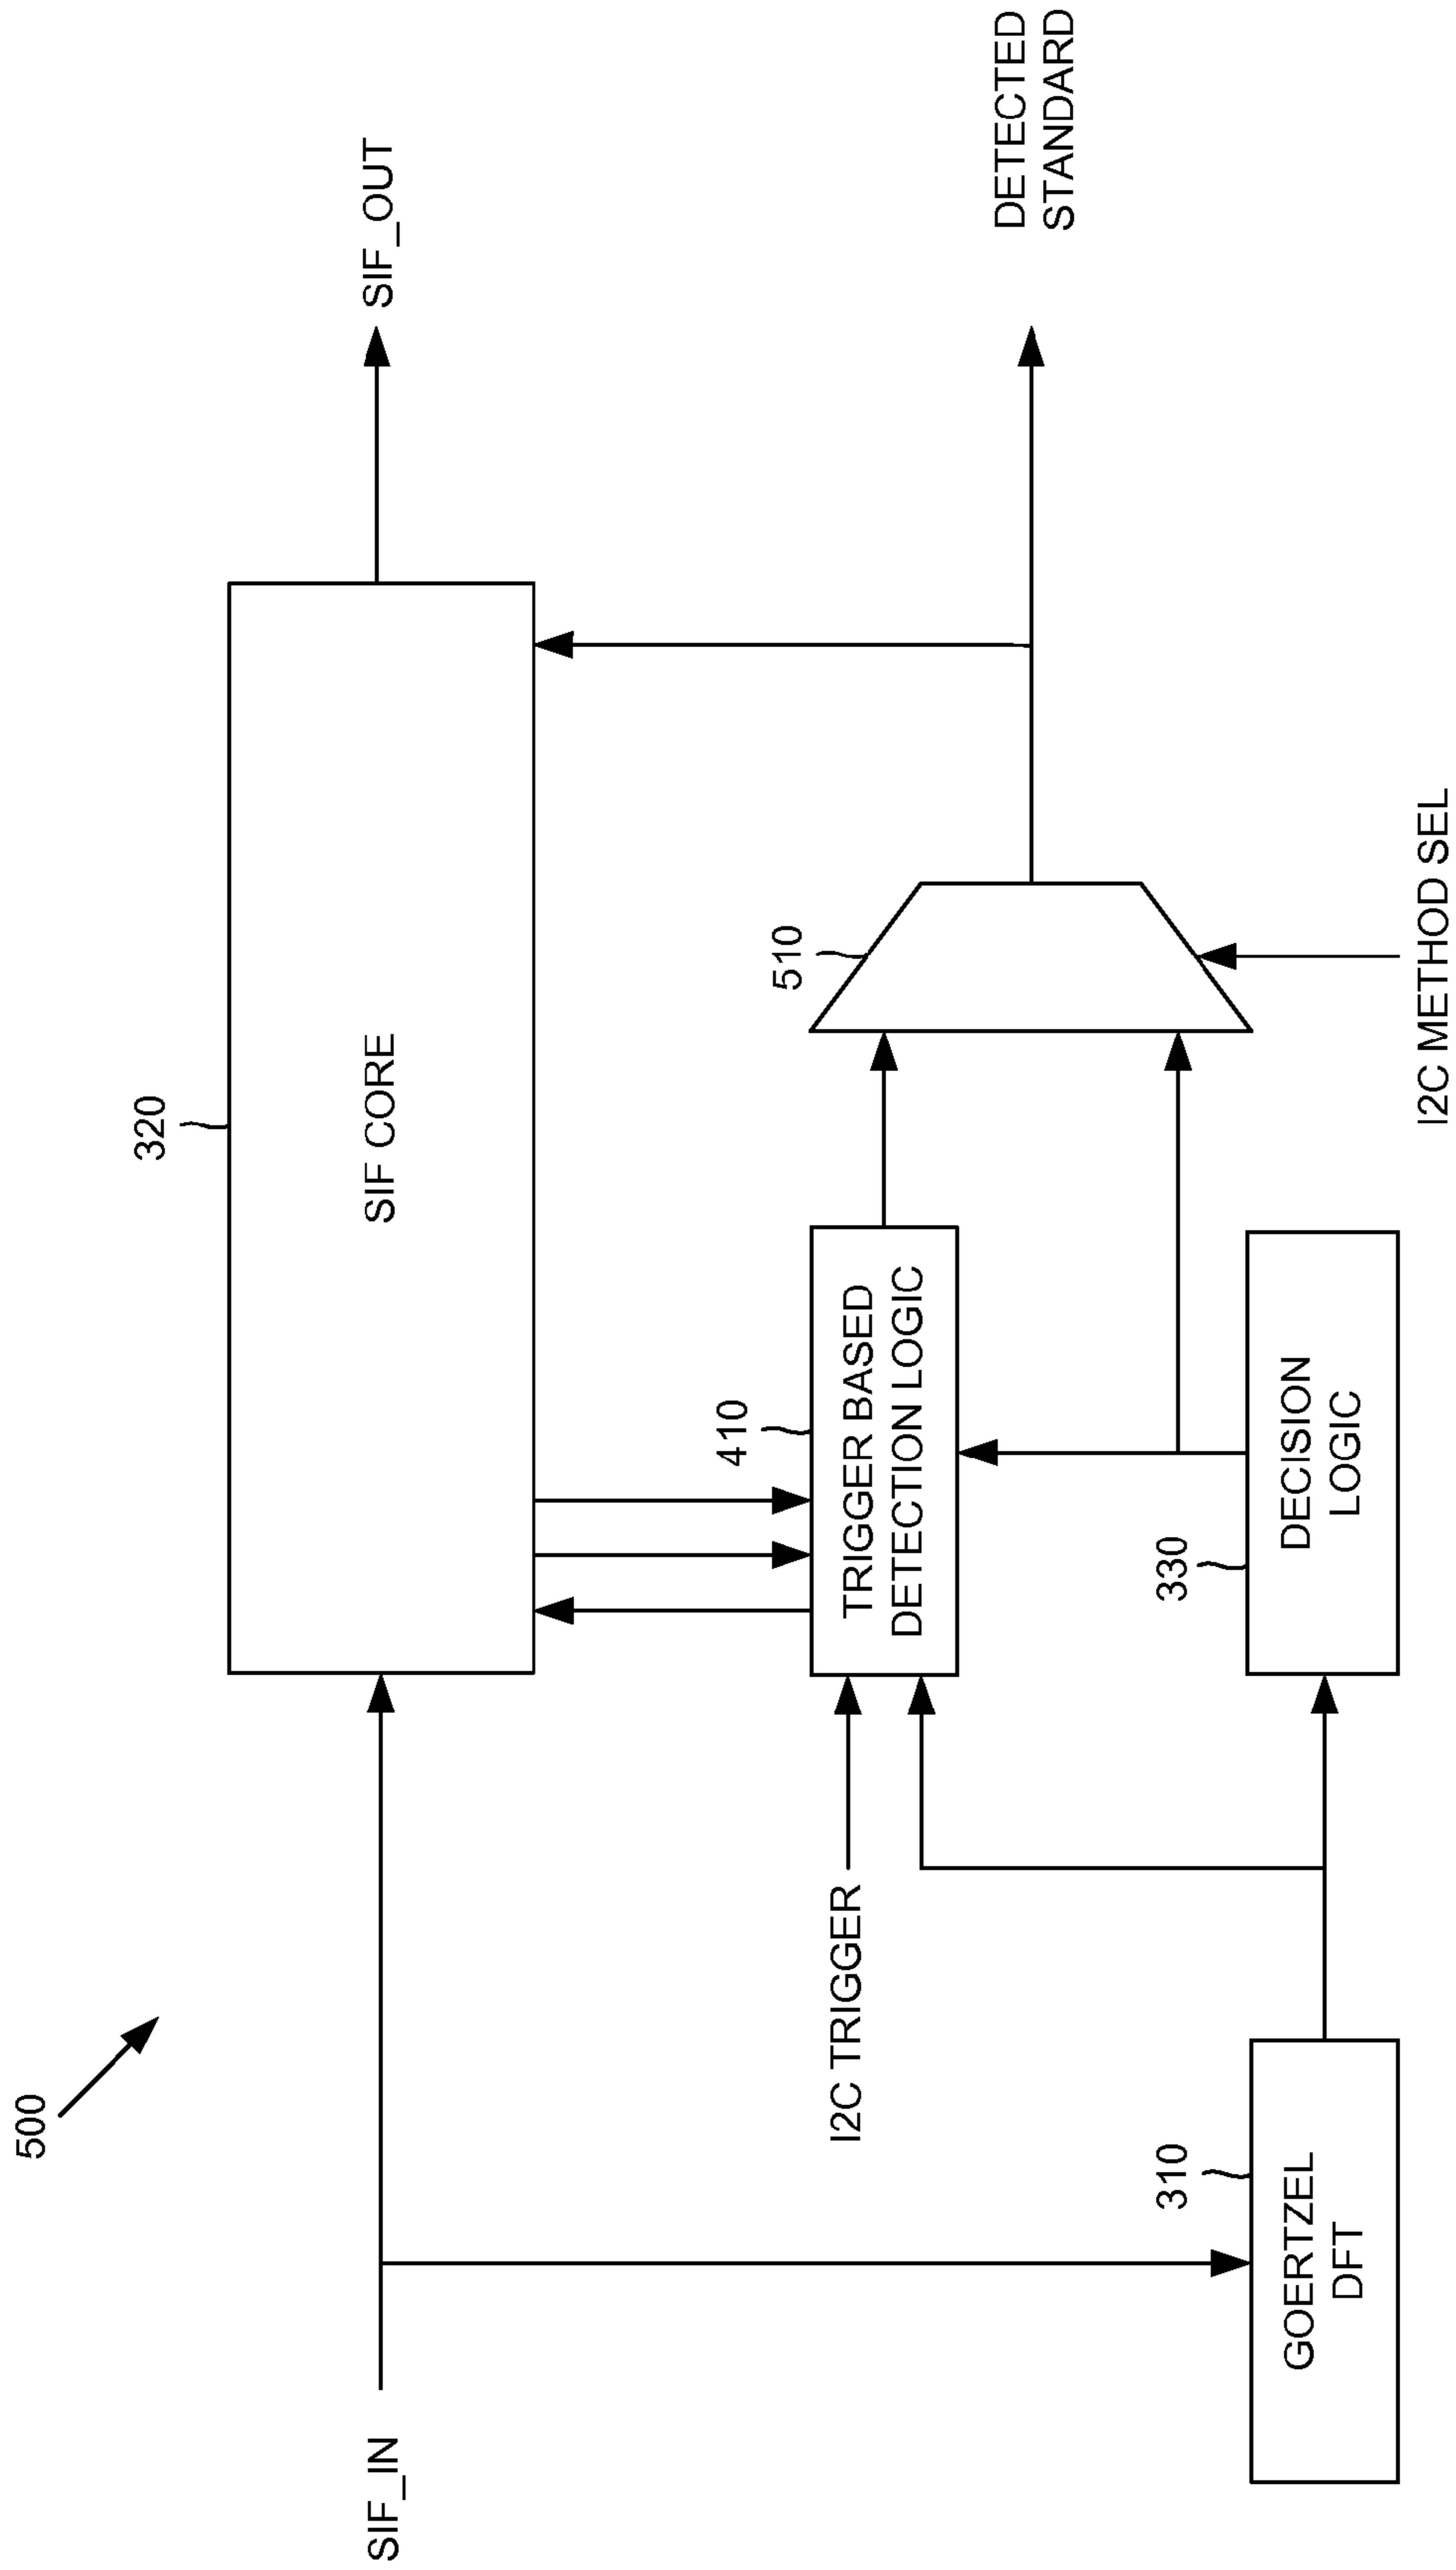 500
320
SIF_IN
SIF CORE
SIF_OUT
410
I2C TRIGGER
TRIGGER BASED
DETECTION LOGIC
510
DETECTED
STANDARD
310
GOERTZEL
DFT
330
DECISION
LOGIC
I2C METHOD SEL